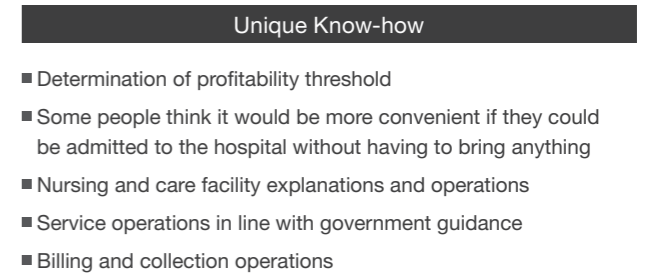 Unique Know-how
■ Determination of profitability threshold
■ Some people think it would be more convenient if they could
be admitted to the hospital without having to bring anything
■ Nursing and care facility explanations and operations
■ Service operations in line with government guidance
■ Billing and collection operations